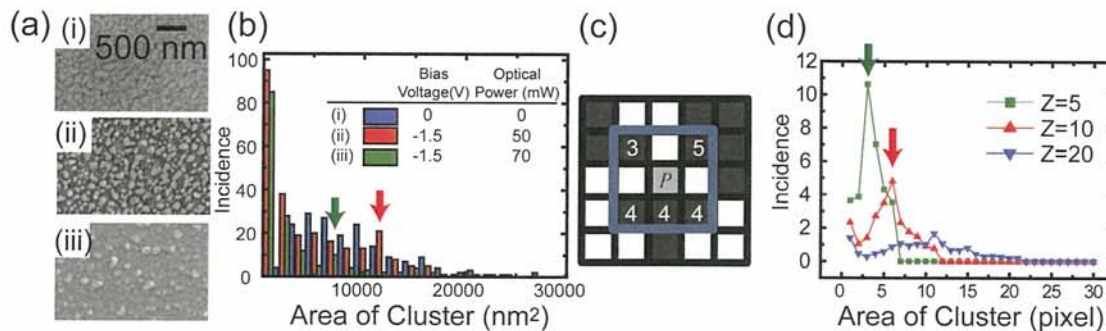 (a)
(i)
500 nm
(ii)
(iii)
(b)
100
80
60
40
20
0
Incidence
Bias Optical
Voltage(V) Power (mW)
(i) 0 0
(ii) -1.5 50
(iii) -1.5 70
10000 20000 30000
Area of Cluster (nm²)
(c)
3 5
P
4 4 4
(d)
12
10
8
6
4
2
0
Incidence
Z=5
Z=10
Z=20
0 5 10 15 20 25 30
Area of Cluster (pixel)